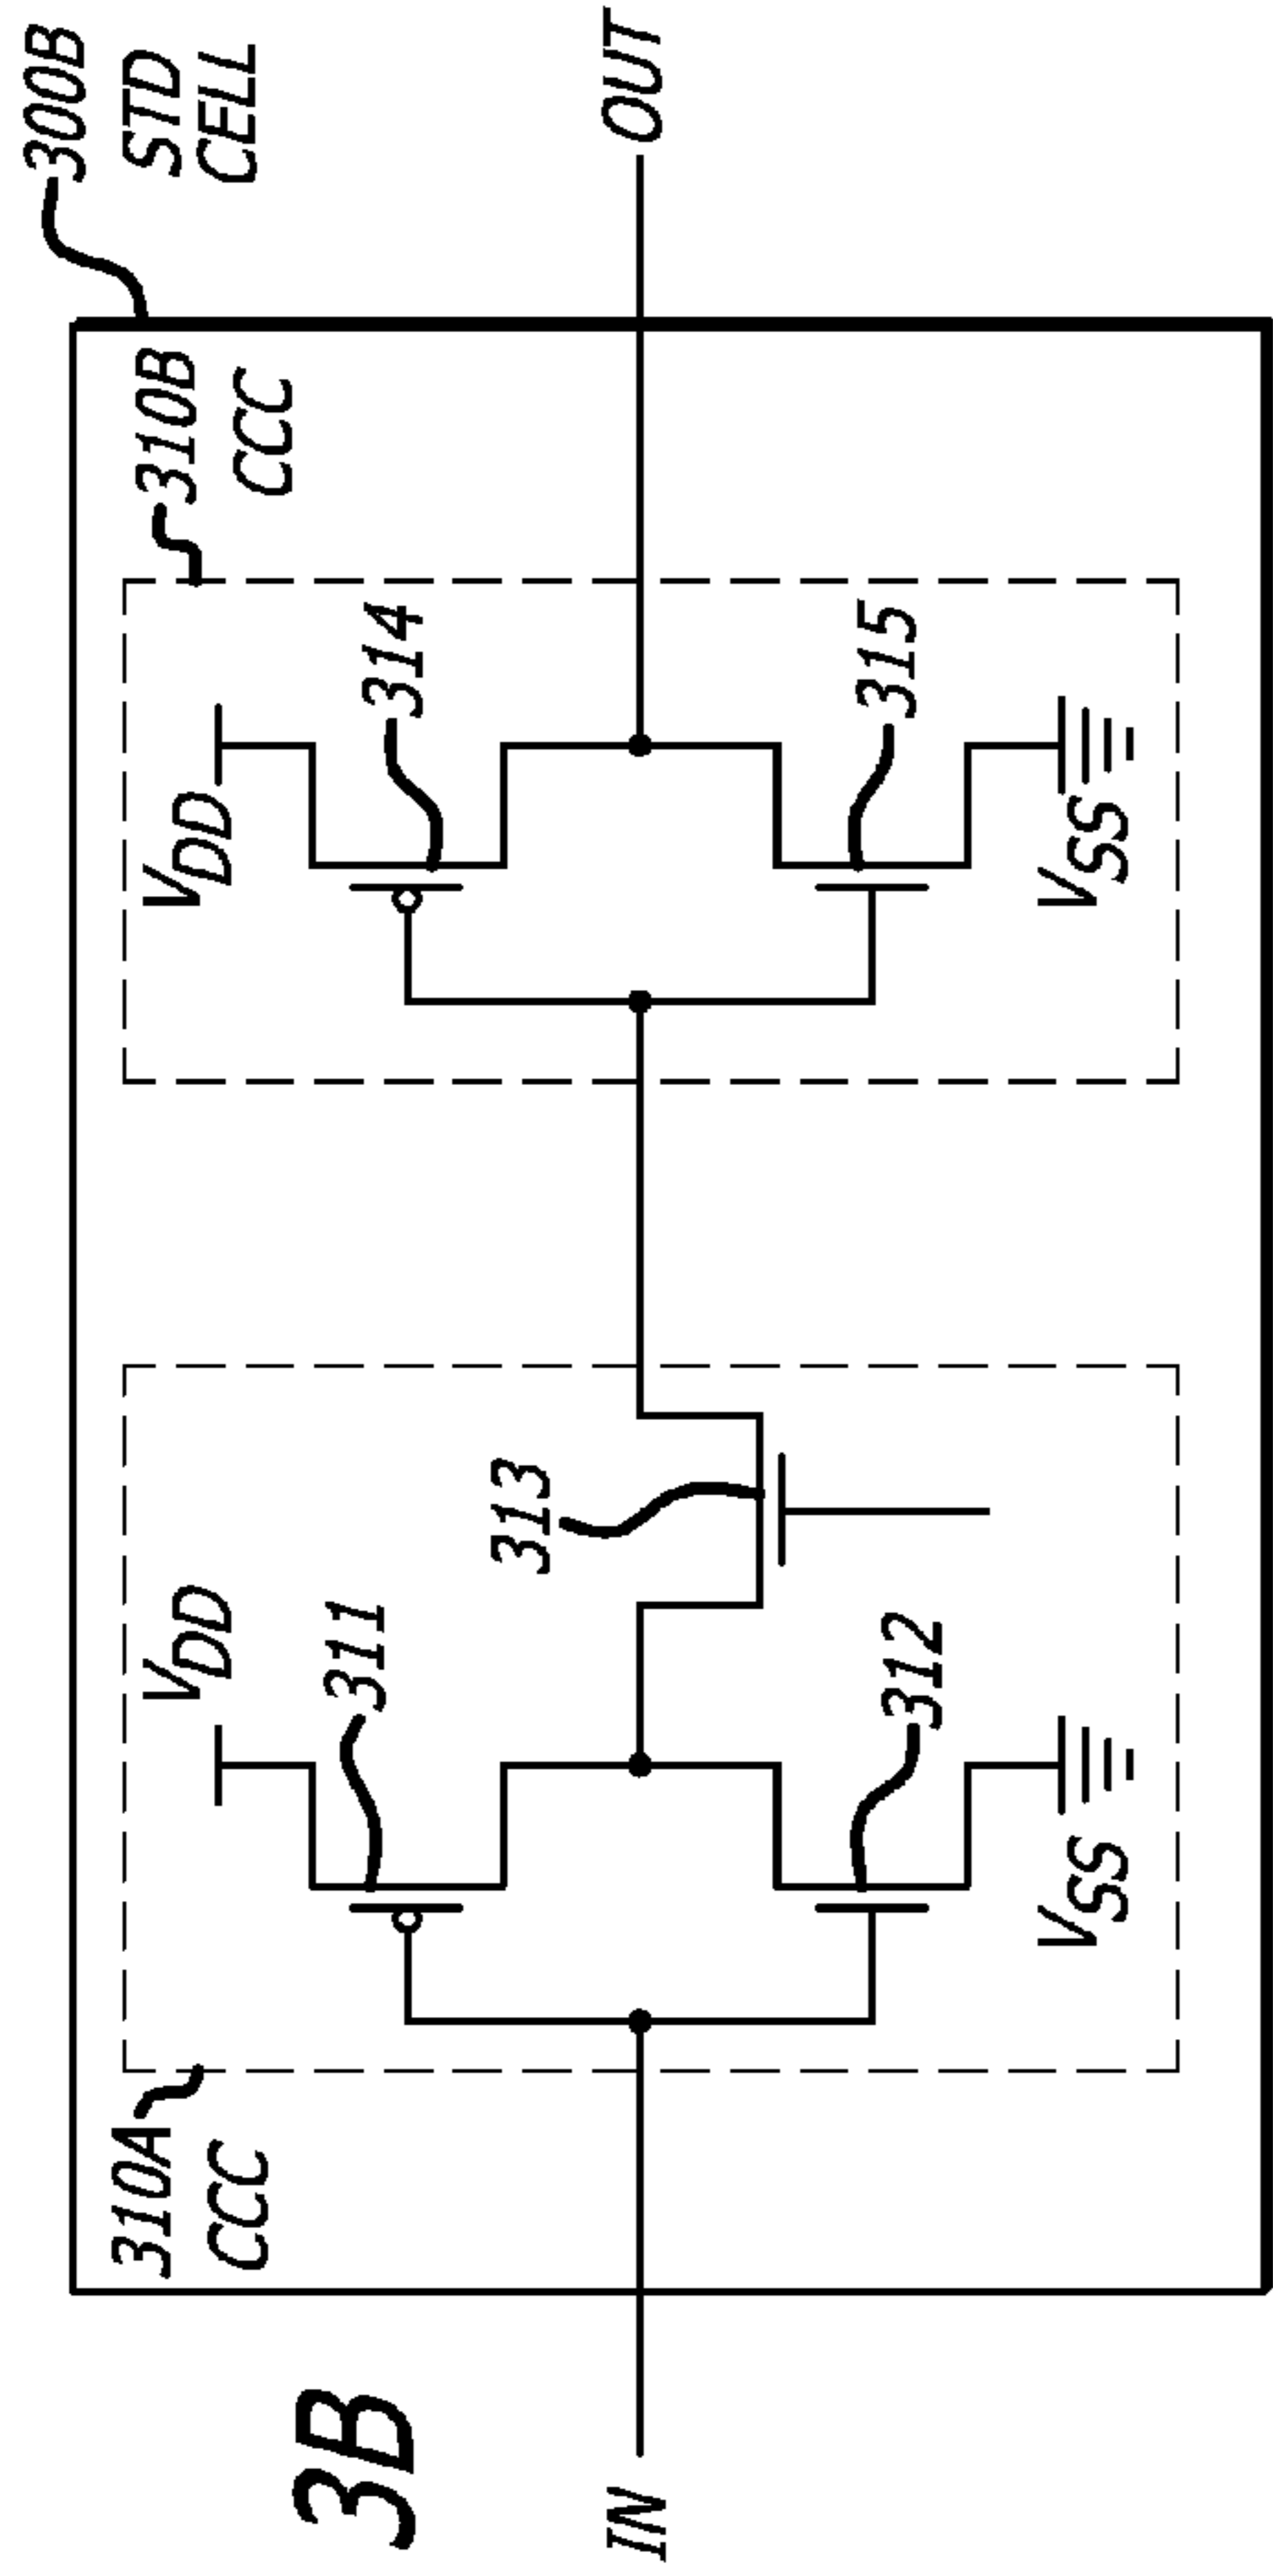 3B
300B
STD
CELL
310A
CCC
310B
CCC
VDD
VDD
311
314
313
312
315
VSS
VSS
IN
OUT